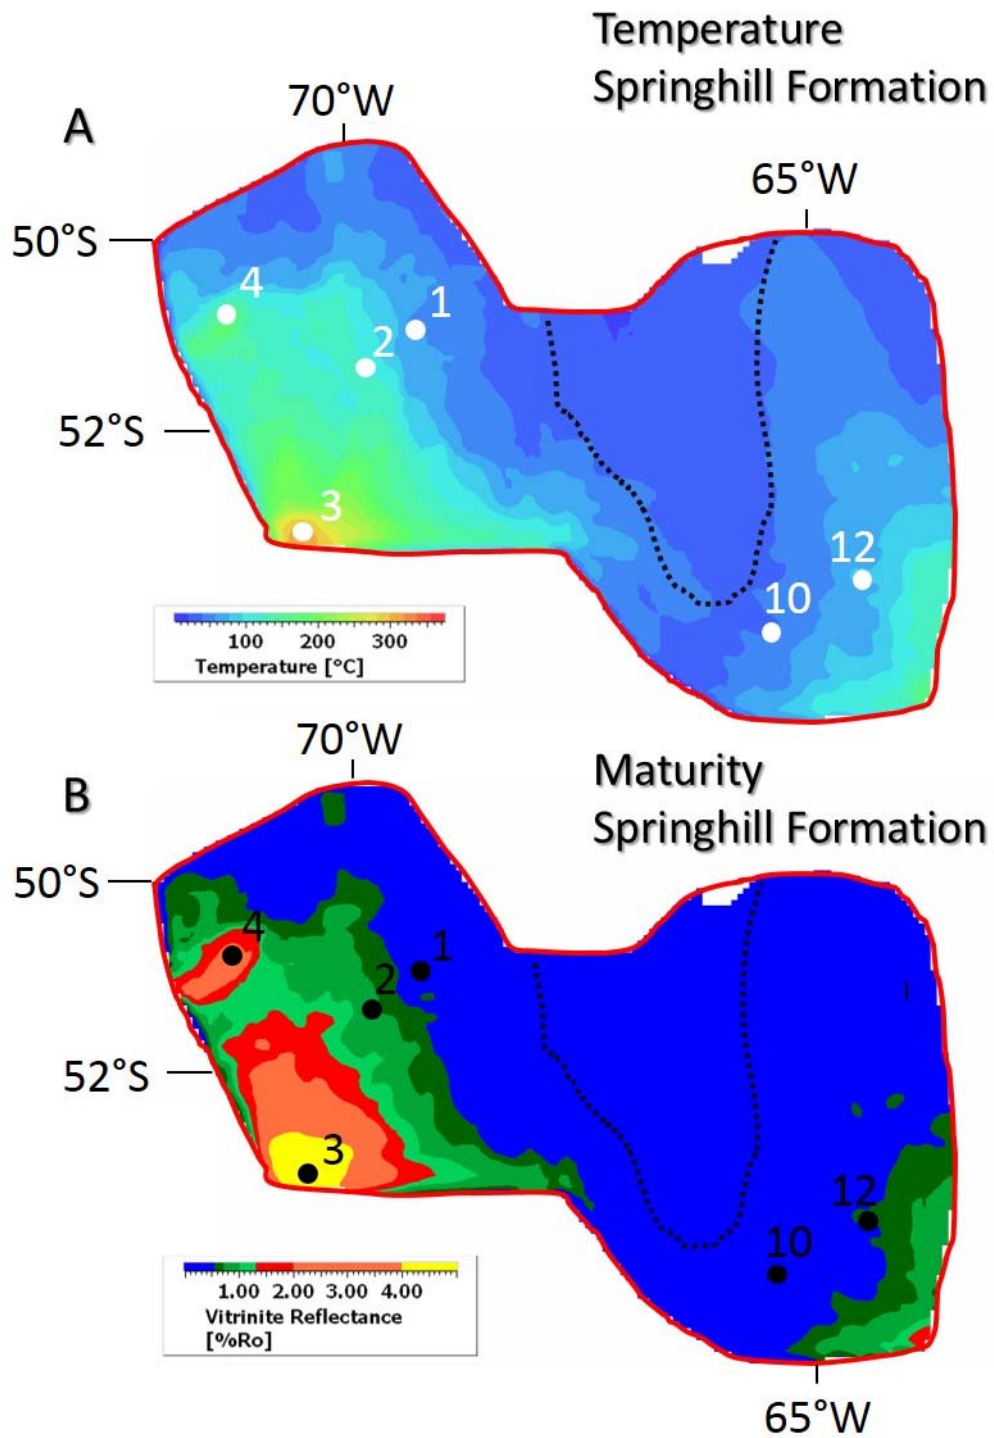 Temperature
Springhill Formation
A
70°W
65°W
50°S
4
1
2
52°S
3
12
10
100 200 300
Temperature [°C]
70°W
B
Maturity
Springhill Formation
50°S
4
1
2
52°S
3
12
10
1.00 2.00 3.00 4.00
Vitrinite Reflectance
[%Ro]
65°W